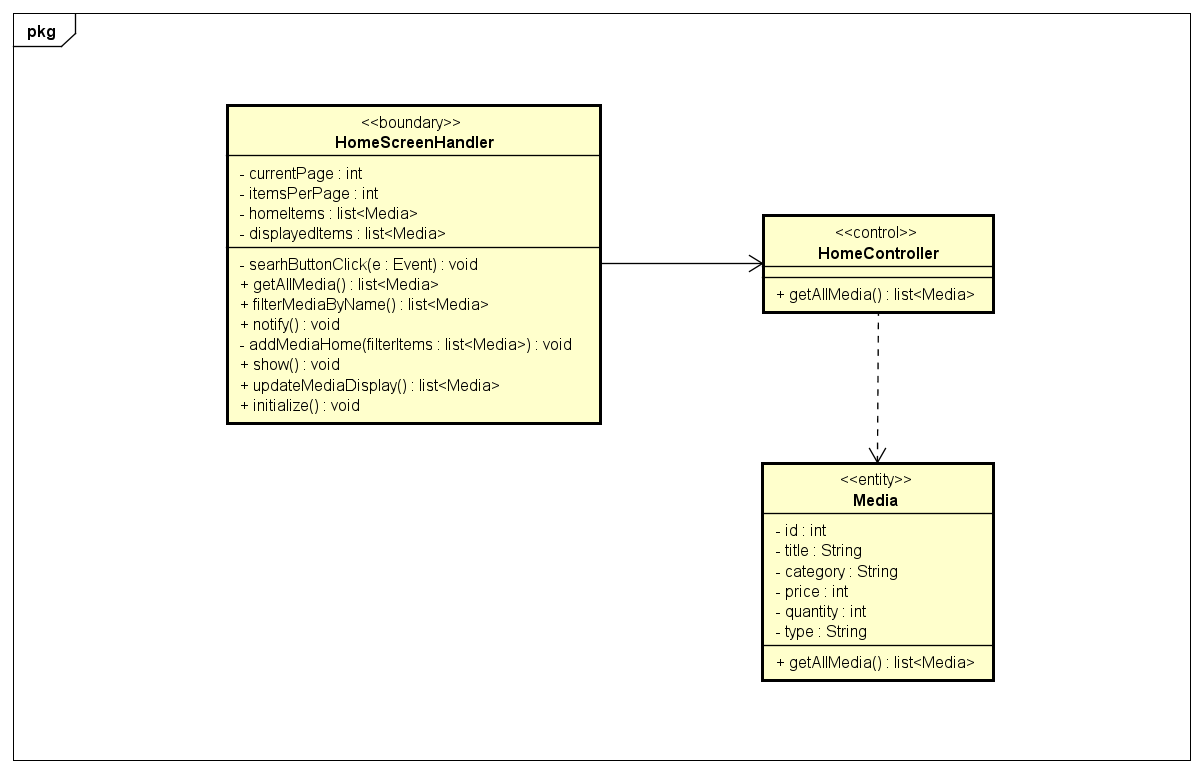 pkg
<<boundary>>
HomeScreenHandler
- currentPage : int
- itemsPerPage : int
- homeItems : list<Media>
- displayedItems : list<Media>
- searhButtonClick(e : Event) : void
+ getAllMedia() : list<Media>
+ filterMediaByName() : list<Media>
+ notify() : void
- addMediaHome(filterItems : list<Media>) : void
+ show() : void
+ updateMediaDisplay() : list<Media>
+ initialize() : void
<<control>>
HomeController
+ getAllMedia() : list<Media>
<<entity>>
Media
- id : int
- title : String
- category : String
- price : int
- quantity : int
- type : String
+ getAllMedia() : list<Media>